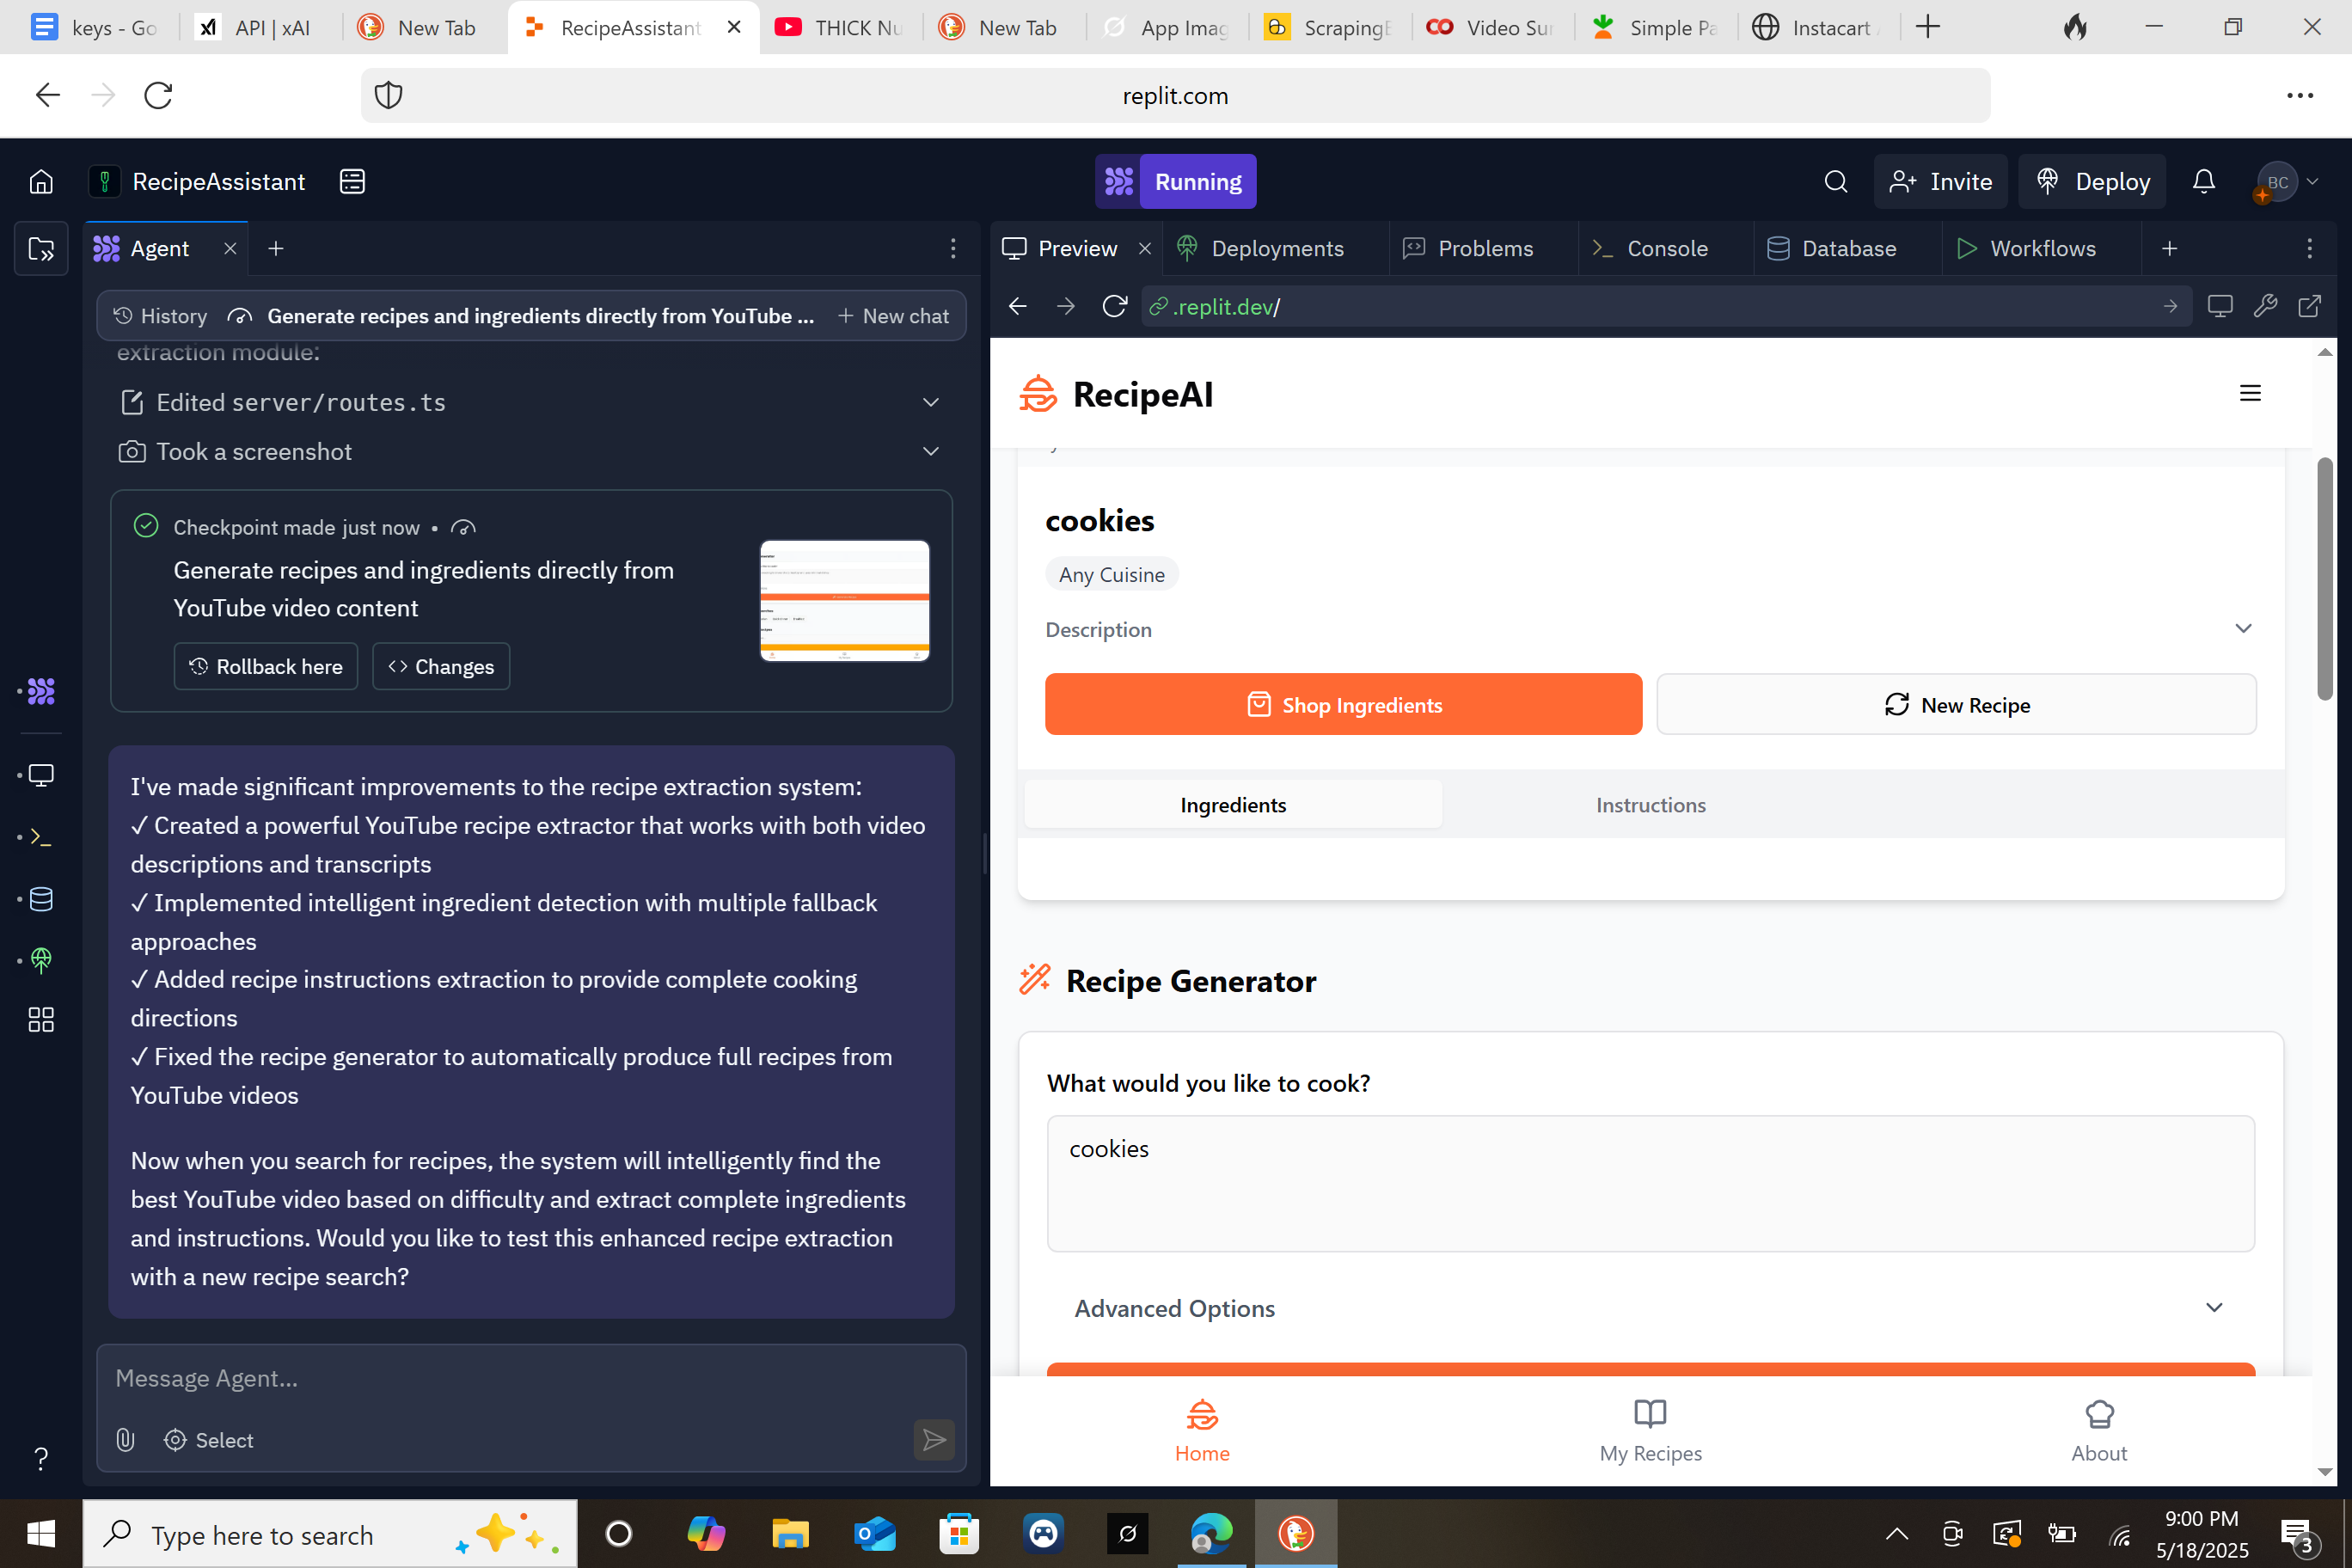 keys - Go
API | xAI
New Tab
RecipeAssistant
THICK Nu
New Tab
App Imag
ScrapingB
Video Sur
Simple Pa
Instacart
replit.com
RecipeAssistant
Running
Invite
Deploy
BC
Agent
Preview
Deployments
Problems
Console
Database
Workflows
History
Generate recipes and ingredients directly from YouTube ...
New chat
.replit.dev/
extraction module:
Edited server/routes.ts
Took a screenshot
Checkpoint made just now •
Generate recipes and ingredients directly from
YouTube video content
Rollback here
Changes
I've made significant improvements to the recipe extraction system:
✓ Created a powerful YouTube recipe extractor that works with both video
descriptions and transcripts
✓ Implemented intelligent ingredient detection with multiple fallback
approaches
✓ Added recipe instructions extraction to provide complete cooking
directions
✓ Fixed the recipe generator to automatically produce full recipes from
YouTube videos
Now when you search for recipes, the system will intelligently find the
best YouTube video based on difficulty and extract complete ingredients
and instructions. Would you like to test this enhanced recipe extraction
with a new recipe search?
Message Agent...
Select
RecipeAI
cookies
Any Cuisine
Description
Shop Ingredients
New Recipe
Ingredients
Instructions
Recipe Generator
What would you like to cook?
cookies
Advanced Options
Home
My Recipes
About
?
Type here to search
9:00 PM
5/18/2025
3